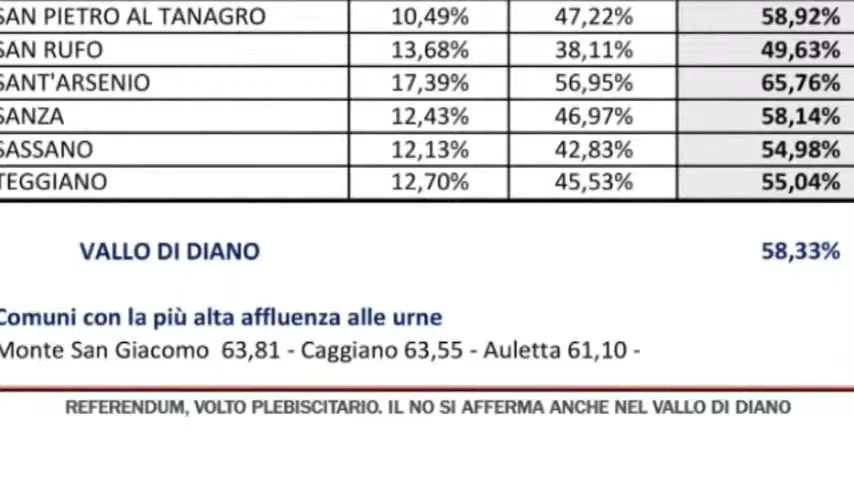 SAN PIETRO AL TANAGRO 10,49% 47,22% 58,92%
SAN RUFO 13,68% 38,11% 49,63%
SANT'ARSENIO 17,39% 56,95% 65,76%
SANZA 12,43% 46,97% 58,14%
SASSANO 12,13% 42,83% 54,98%
TEGGIANO 12,70% 45,53% 55,04%
VALLO DI DIANO 58,33%
Comuni con la più alta affluenza alle urne
Monte San Giacomo 63,81 - Caggiano 63,55 - Auletta 61,10 -
REFERENDUM, VOLTO PLEBISCITARIO. IL NO SI AFFERMA ANCHE NEL VALLO DI DIANO